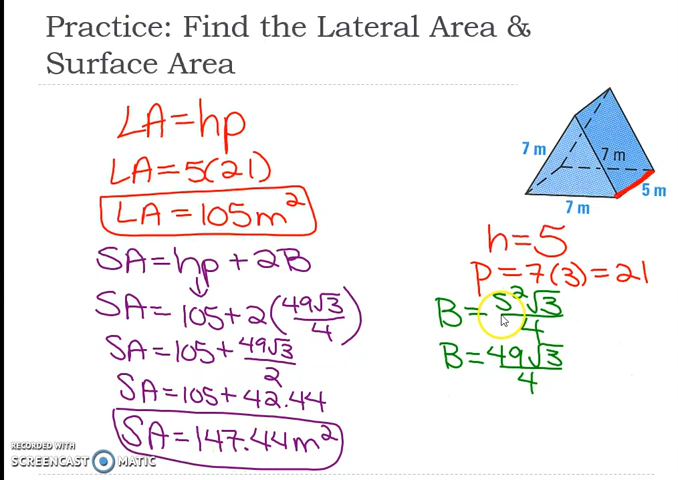 Practice: Find the Lateral Area &
Surface Area
LA = hp
LA = 5(21)
LA = 105m²
SA = hp + 2B
SA = 105 + 2(49√3/4)
SA = 105 + 49√3/2
SA = 105 + 42.44
SA = 147.44m²
7 m
7 m
5 m
7 m
h = 5
p = 7(3) = 21
B = s²√3/4
B = 49√3/4
RECORDED WITH
SCREENCAST MATIC